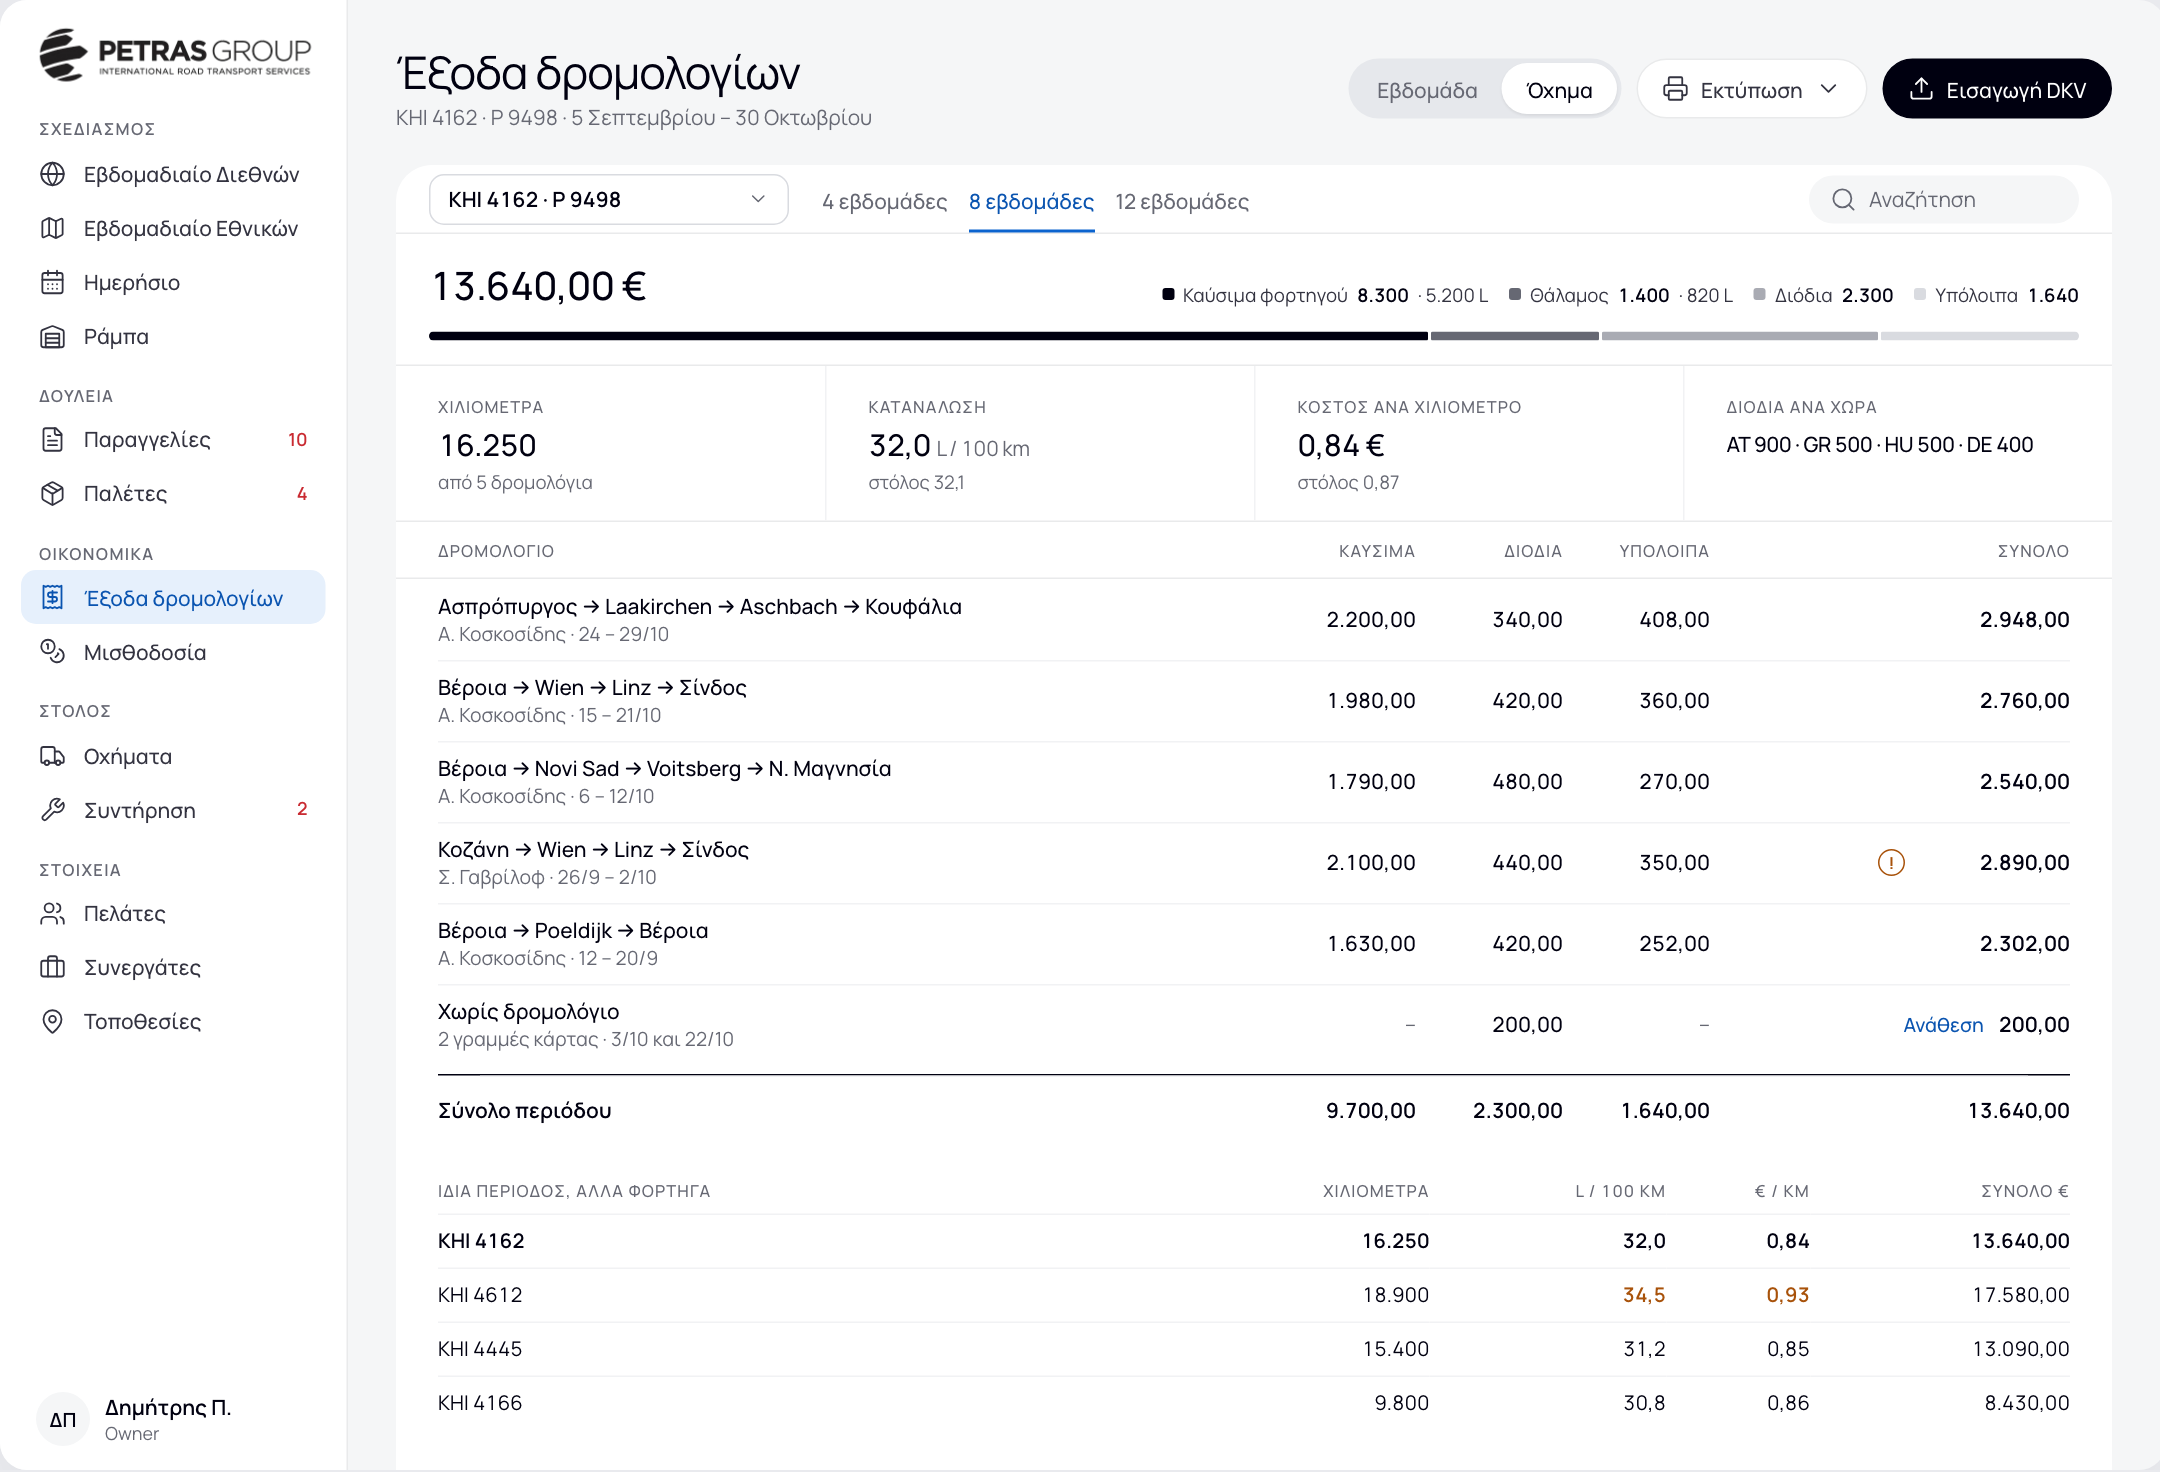 PETRAS GROUP
INTERNATIONAL ROAD TRANSPORT SERVICES
ΣΧΕΔΙΑΣΜΟΣ
Εβδομαδιαίο Διεθνών
Εβδομαδιαίο Εθνικών
Ημερήσιο
Ράμπα
ΔΟΥΛΕΙΑ
Παραγγελίες 10
Παλέτες 4
ΟΙΚΟΝΟΜΙΚΑ
Έξοδα δρομολογίων
Μισθοδοσία
ΣΤΟΛΟΣ
Οχήματα
Συντήρηση 2
ΣΤΟΙΧΕΙΑ
Πελάτες
Συνεργάτες
Τοποθεσίες
ΔΠ
Δημήτρης Π.
Owner
Έξοδα δρομολογίων
ΚΗΙ 4162 · P 9498 · 5 Σεπτεμβρίου – 30 Οκτωβρίου
Εβδομάδα Όχημα Εκτύπωση Εισαγωγή DKV
ΚΗΙ 4162 · P 9498 4 εβδομάδες 8 εβδομάδες 12 εβδομάδες Αναζήτηση
13.640,00 €
Καύσιμα φορτηγού 8.300 · 5.200 L Θάλαμος 1.400 · 820 L Διόδια 2.300 Υπόλοιπα 1.640
ΧΙΛΙΟΜΕΤΡΑ
16.250
από 5 δρομολόγια
ΚΑΤΑΝΑΛΩΣΗ
32,0 L / 100 km
στόλος 32,1
ΚΟΣΤΟΣ ΑΝΑ ΧΙΛΙΟΜΕΤΡΟ
0,84 €
στόλος 0,87
ΔΙΟΔΙΑ ΑΝΑ ΧΩΡΑ
AT 900 · GR 500 · HU 500 · DE 400
ΔΡΟΜΟΛΟΓΙΟ ΚΑΥΣΙΜΑ ΔΙΟΔΙΑ ΥΠΟΛΟΙΠΑ ΣΥΝΟΛΟ
Ασπρόπυργος → Laakirchen → Aschbach → Κουφάλια
Α. Κοσκοσίδης · 24 – 29/10
2.200,00 340,00 408,00 2.948,00
Βέροια → Wien → Linz → Σίνδος
Α. Κοσκοσίδης · 15 – 21/10
1.980,00 420,00 360,00 2.760,00
Βέροια → Novi Sad → Voitsberg → Ν. Μαγνησία
Α. Κοσκοσίδης · 6 – 12/10
1.790,00 480,00 270,00 2.540,00
Κοζάνη → Wien → Linz → Σίνδος
Σ. Γαβρίλοφ · 26/9 – 2/10
2.100,00 440,00 350,00 2.890,00
Βέροια → Poeldijk → Βέροια
Α. Κοσκοσίδης · 12 – 20/9
1.630,00 420,00 252,00 2.302,00
Χωρίς δρομολόγιο
2 γραμμές κάρτας · 3/10 και 22/10
– 200,00 – Ανάθεση 200,00
Σύνολο περιόδου 9.700,00 2.300,00 1.640,00 13.640,00
ΙΔΙΑ ΠΕΡΙΟΔΟΣ, ΑΛΛΑ ΦΟΡΤΗΓΑ ΧΙΛΙΟΜΕΤΡΑ L / 100 KM € / KM ΣΥΝΟΛΟ €
ΚΗΙ 4162 16.250 32,0 0,84 13.640,00
ΚΗΙ 4612 18.900 34,5 0,93 17.580,00
ΚΗΙ 4445 15.400 31,2 0,85 13.090,00
ΚΗΙ 4166 9.800 30,8 0,86 8.430,00